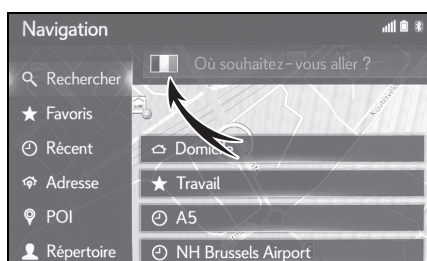 Navigation
Où souhaitez-vous aller ?
Rechercher
Favoris
Récent
Adresse
POI
Répertoire
Domicile
Travail
A5
NH Brussels Airport